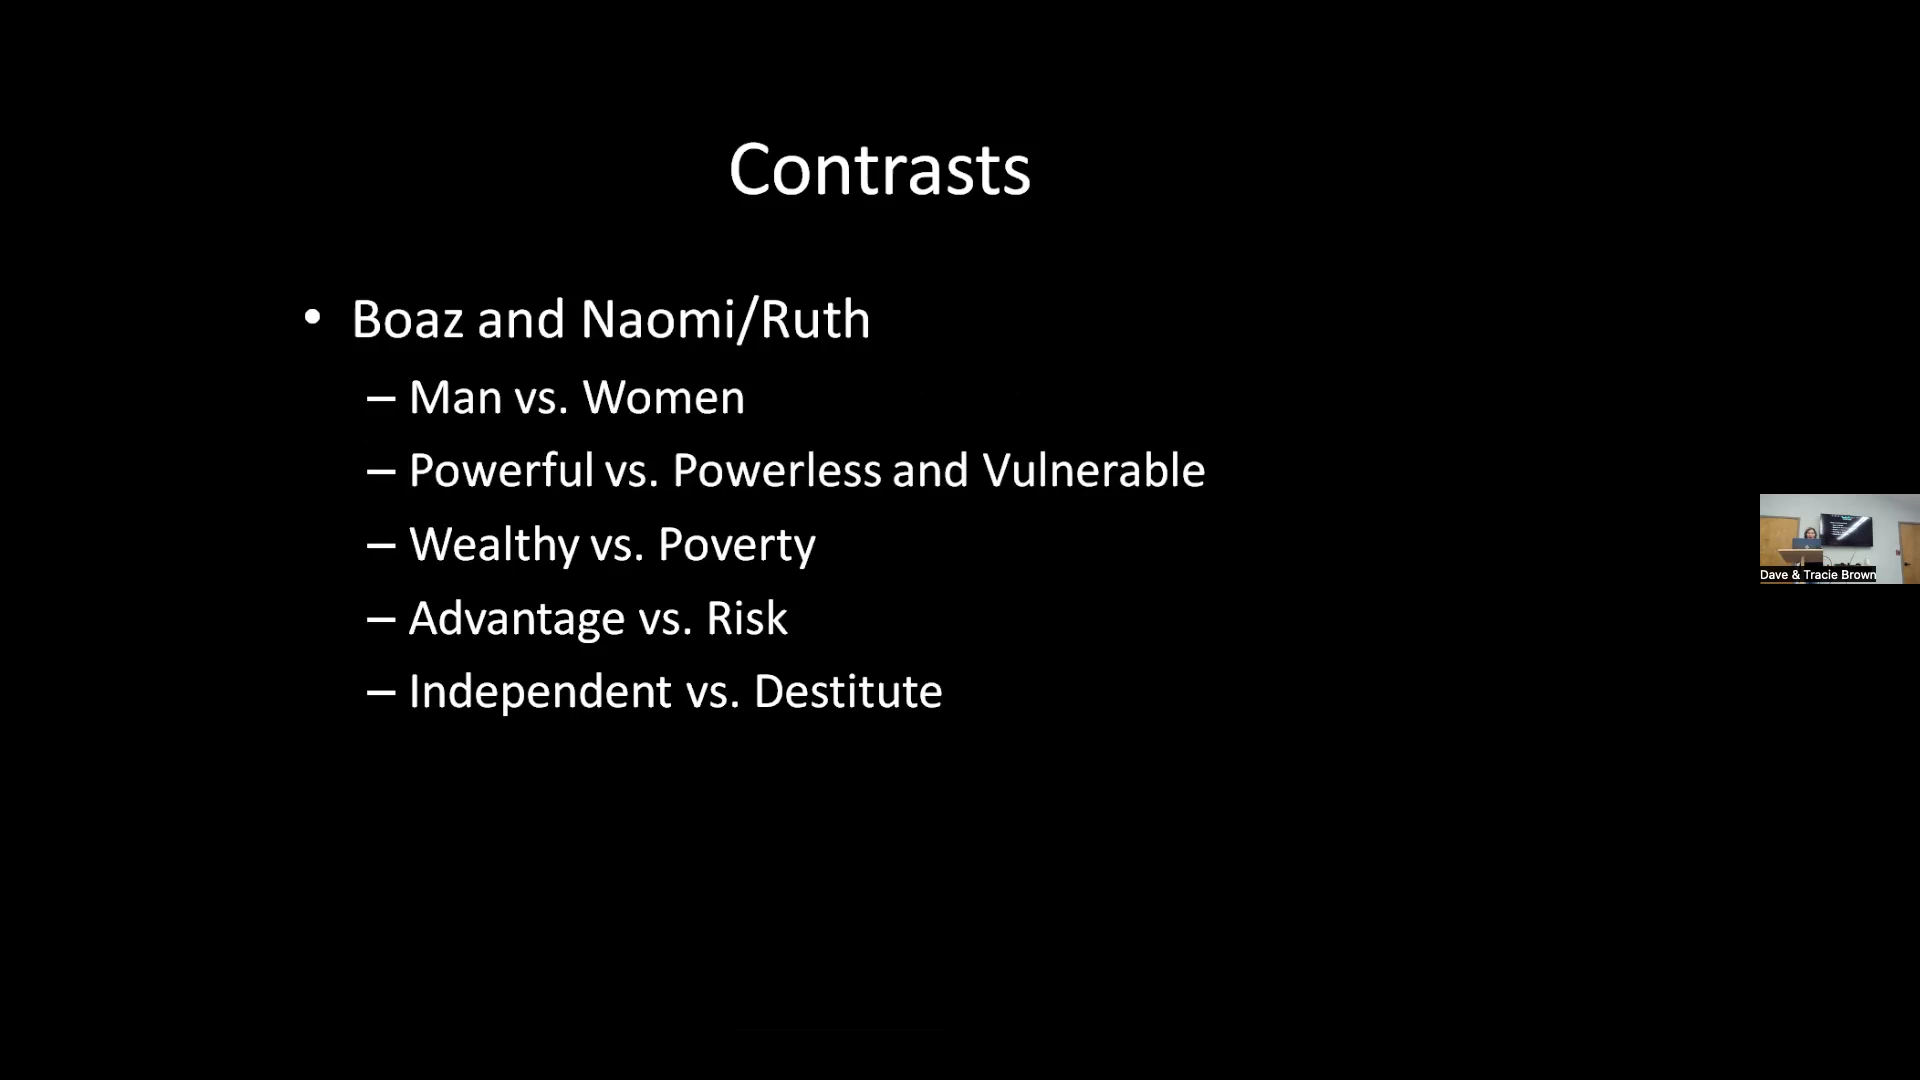 Contrasts
• Boaz and Naomi/Ruth
– Man vs. Women
– Powerful vs. Powerless and Vulnerable
– Wealthy vs. Poverty
– Advantage vs. Risk
– Independent vs. Destitute
Dave & Tracie Brown